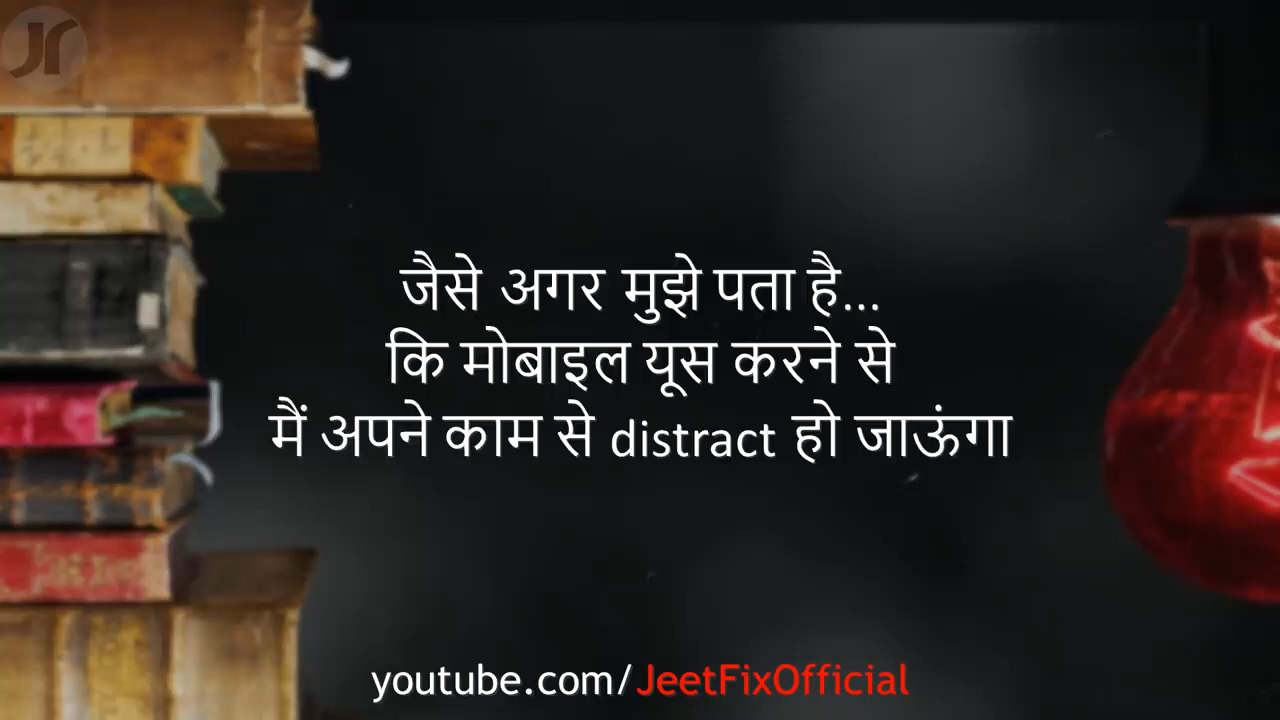 जैसे अगर मुझे पता है...
कि मोबाइल यूस करने से
मैं अपने काम से distract हो जाऊंगा
youtube.com/JeetFixOfficial